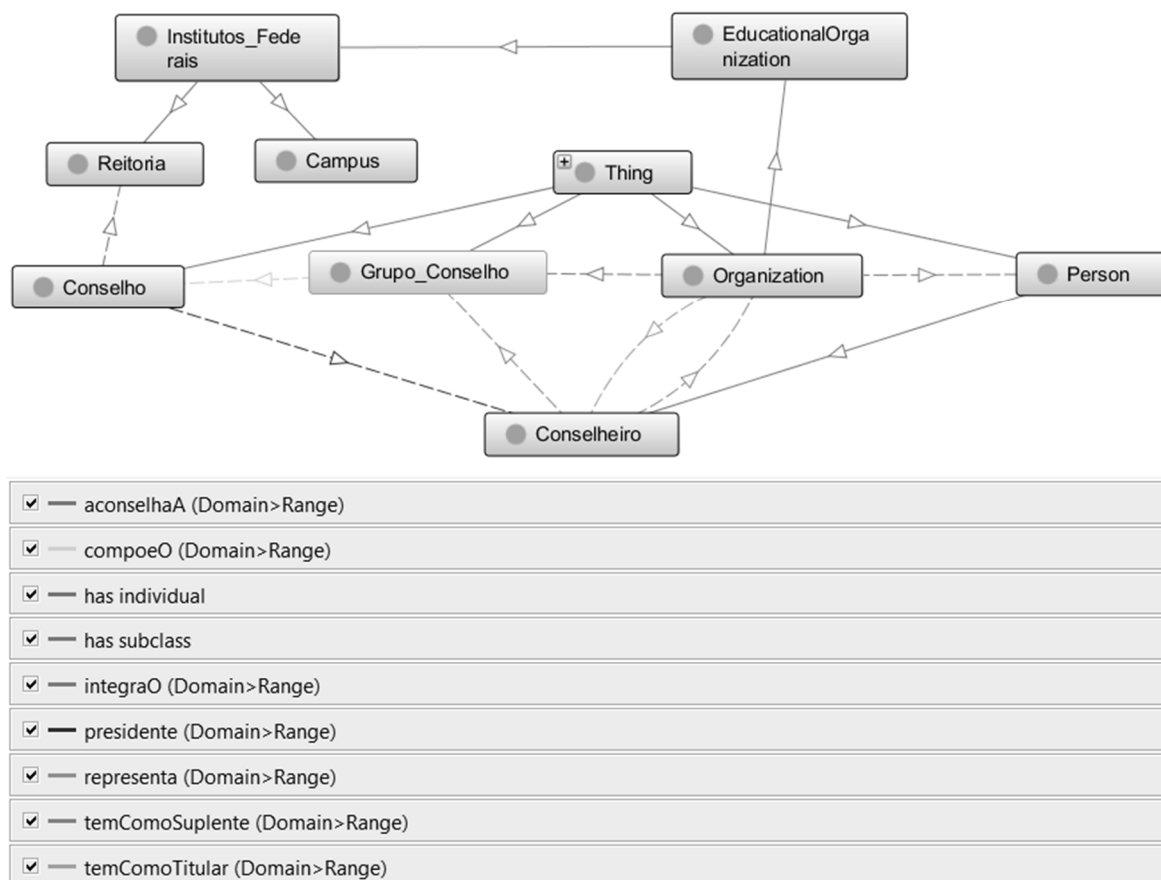 Institutos_Fede
rais
EducationalOrga
nization
Reitoria
Campus
Thing
Conselho
Grupo_Conselho
Organization
Person
Conselheiro
aconselhaA (Domain>Range)
compoeO (Domain>Range)
has individual
has subclass
integraO (Domain>Range)
presidente (Domain>Range)
representa (Domain>Range)
temComoSuplente (Domain>Range)
temComoTitular (Domain>Range)